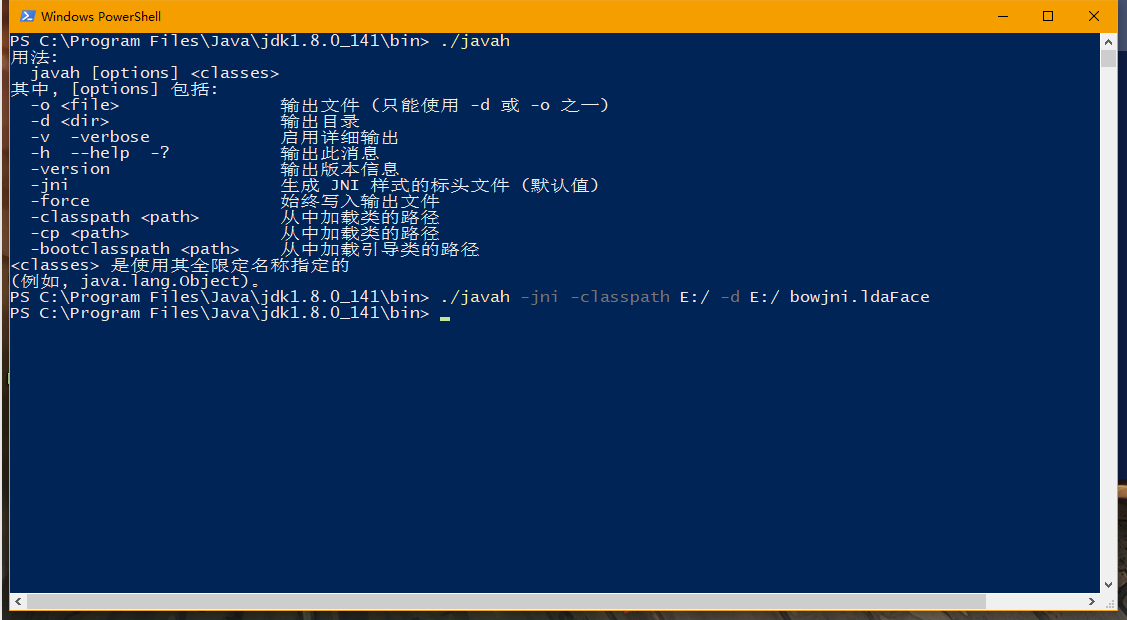 Windows PowerShell
PS C:\Program Files\Java\jdk1.8.0_141\bin> ./javah
用法:
  javah [options] <classes>
其中, [options] 包括:
  -o <file>                输出文件 (只能使用 -d 或 -o 之一)
  -d <dir>                 输出目录
  -v  -verbose             启用详细输出
  -h  --help  -?           输出此消息
  -version                 输出版本信息
  -jni                     生成 JNI 样式的标头文件 (默认值)
  -force                   始终写入输出文件
  -classpath <path>        从中加载类的路径
  -cp <path>               从中加载类的路径
  -bootclasspath <path>    从中加载引导类的路径
<classes> 是使用其全限定名称指定的
(例如, java.lang.Object)。
PS C:\Program Files\Java\jdk1.8.0_141\bin> ./javah -jni -classpath E:/ -d E:/ bowjni.ldaFace
PS C:\Program Files\Java\jdk1.8.0_141\bin>